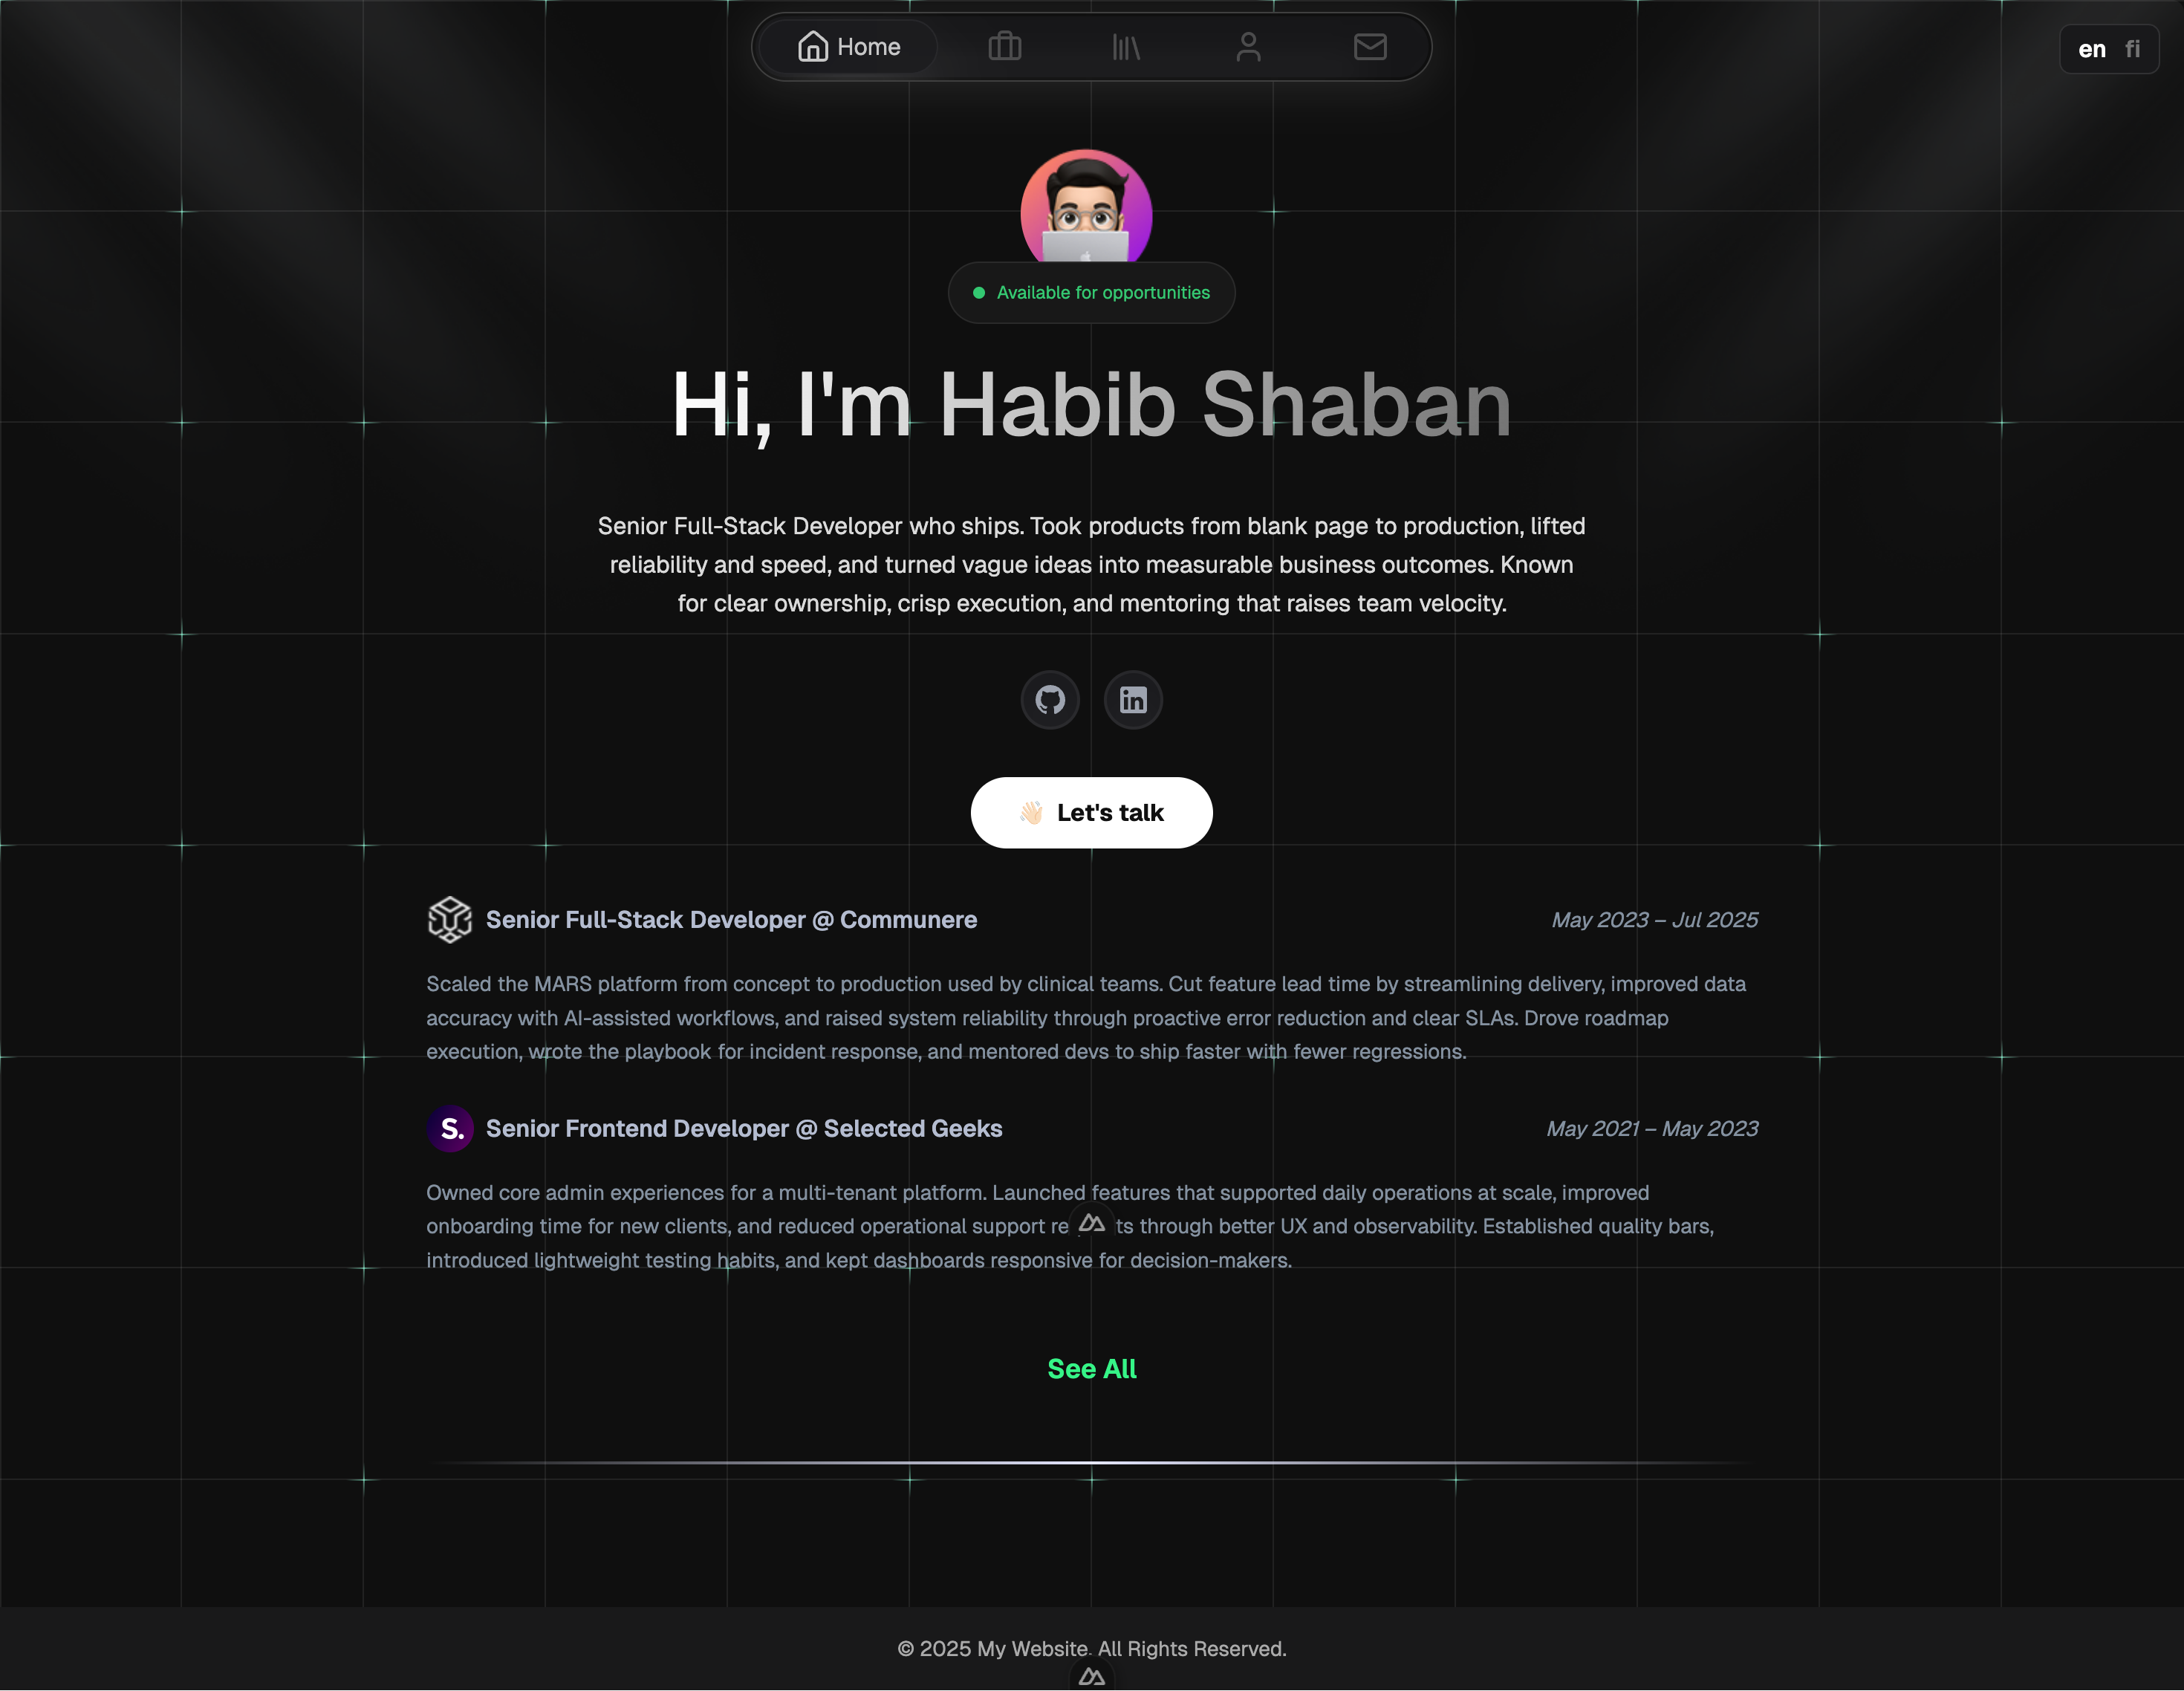 Home
en fi
Available for opportunities
Hi, I'm Habib Shaban
Senior Full-Stack Developer who ships. Took products from blank page to production, lifted
reliability and speed, and turned vague ideas into measurable business outcomes. Known
for clear ownership, crisp execution, and mentoring that raises team velocity.
in
👋🏻 Let's talk
Senior Full-Stack Developer @ Communere
May 2023 – Jul 2025
Scaled the MARS platform from concept to production used by clinical teams. Cut feature lead time by streamlining delivery, improved data
accuracy with AI-assisted workflows, and raised system reliability through proactive error reduction and clear SLAs. Drove roadmap
execution, wrote the playbook for incident response, and mentored devs to ship faster with fewer regressions.
S. Senior Frontend Developer @ Selected Geeks
May 2021 – May 2023
Owned core admin experiences for a multi-tenant platform. Launched features that supported daily operations at scale, improved
onboarding time for new clients, and reduced operational support through better UX and observability. Established quality bars,
introduced lightweight testing habits, and kept dashboards responsive for decision-makers.
See All
© 2025 My Website. All Rights Reserved.